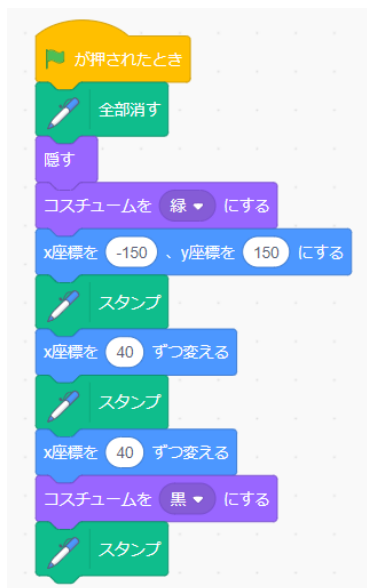 が押されたとき
全部消す
隠す
コスチュームを 緑 にする
x座標を -150 、y座標を 150 にする
スタンプ
x座標を 40 ずつ変える
スタンプ
x座標を 40 ずつ変える
コスチュームを 黒 にする
スタンプ